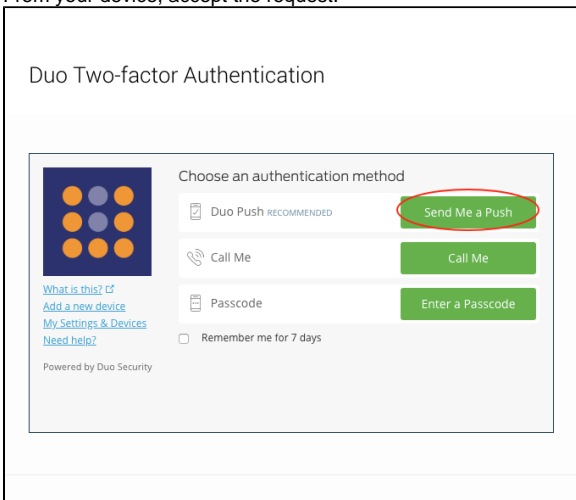 From your device, accept the request.
Duo Two-factor Authentication
Choose an authentication method
Duo Push RECOMMENDED
Send Me a Push
Call Me
Call Me
Passcode
Enter a Passcode
Remember me for 7 days
What is this?
Add a new device
My Settings & Devices
Need help?
Powered by Duo Security